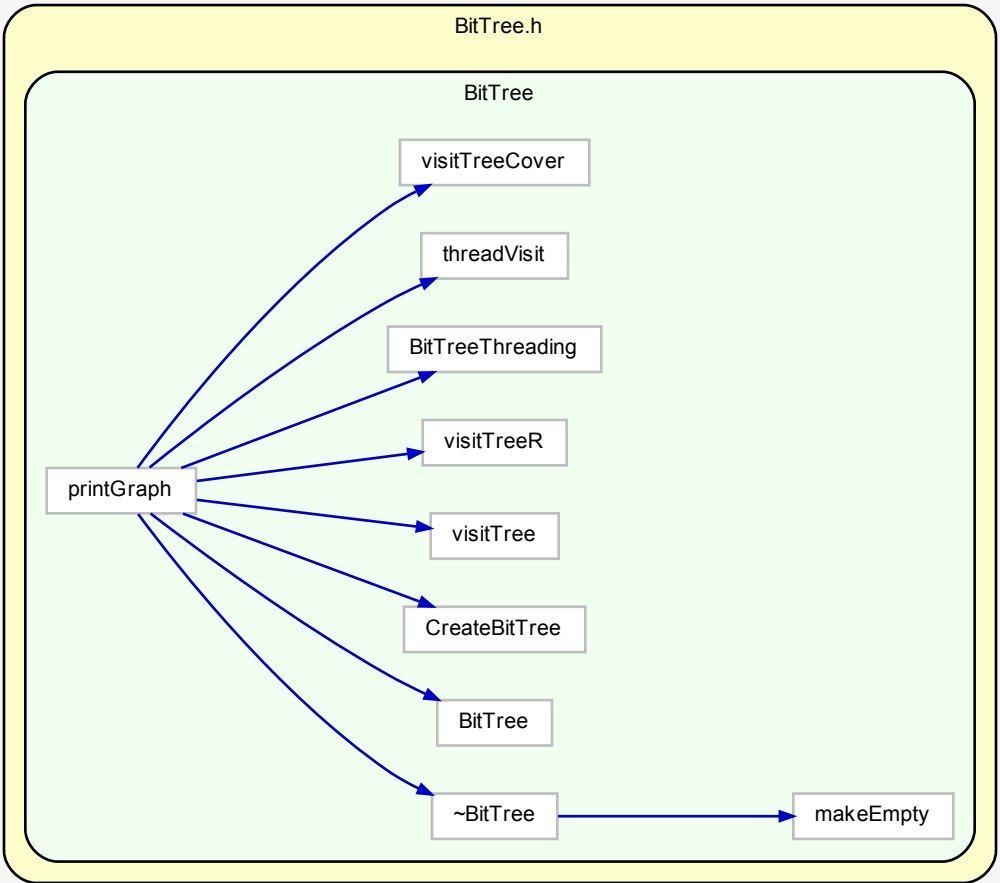 BitTree.h
BitTree
visitTreeCover
threadVisit
BitTreeThreading
visitTreeR
printGraph
visitTree
CreateBitTree
BitTree
~BitTree
makeEmpty